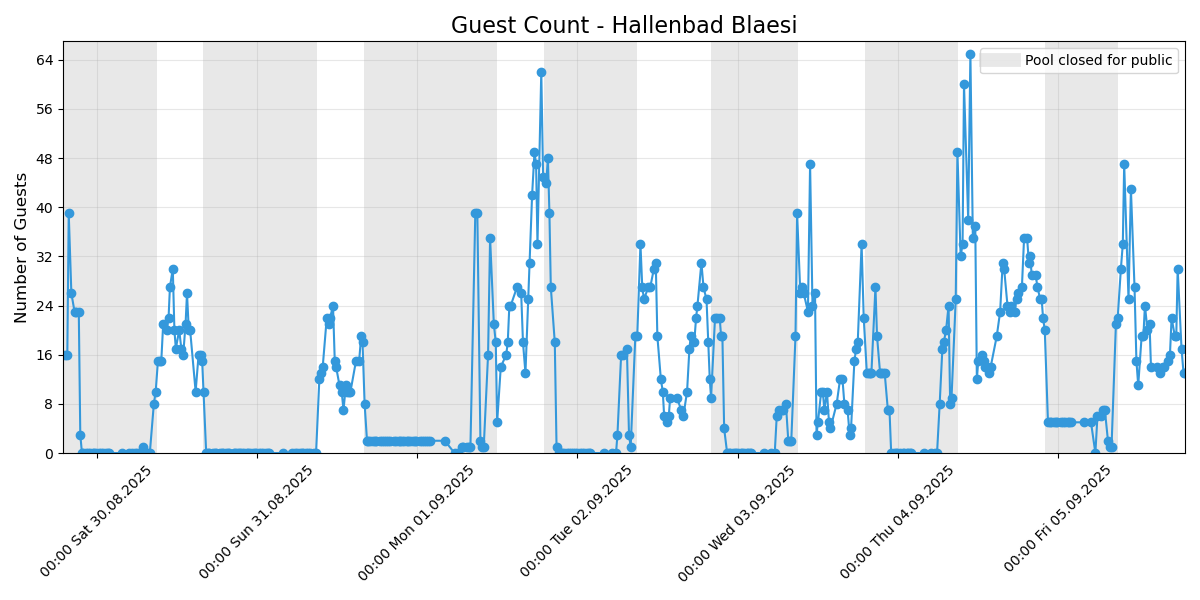 Guest Count - Hallenbad Blaesi
Pool closed for public
Number of Guests
64
56
48
40
32
24
16
8
0
00:00 Sat 30.08.2025
00:00 Sun 31.08.2025
00:00 Mon 01.09.2025
00:00 Tue 02.09.2025
00:00 Wed 03.09.2025
00:00 Thu 04.09.2025
00:00 Fri 05.09.2025